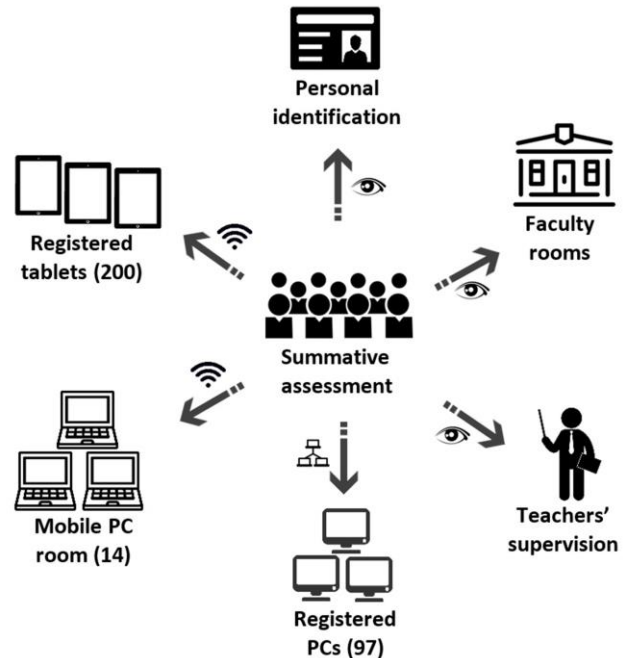 Personal
identification
Registered
tablets (200)
Faculty
rooms
Summative
assessment
Mobile PC
room (14)
Teachers'
supervision
Registered
PCs (97)